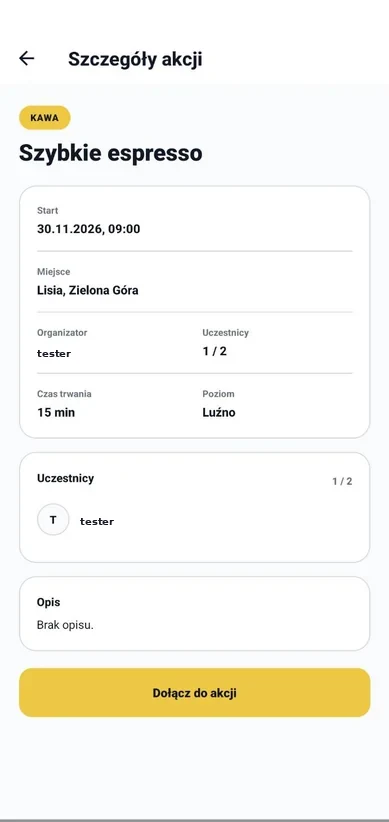 Szczegóły akcji
KAWA
Szybkie espresso
Start
30.11.2026, 09:00
Miejsce
Lisia, Zielona Góra
Organizator
tester
Uczestnicy
1 / 2
Czas trwania
15 min
Poziom
Luźno
Uczestnicy
1 / 2
T
tester
Opis
Brak opisu.
Dołącz do akcji